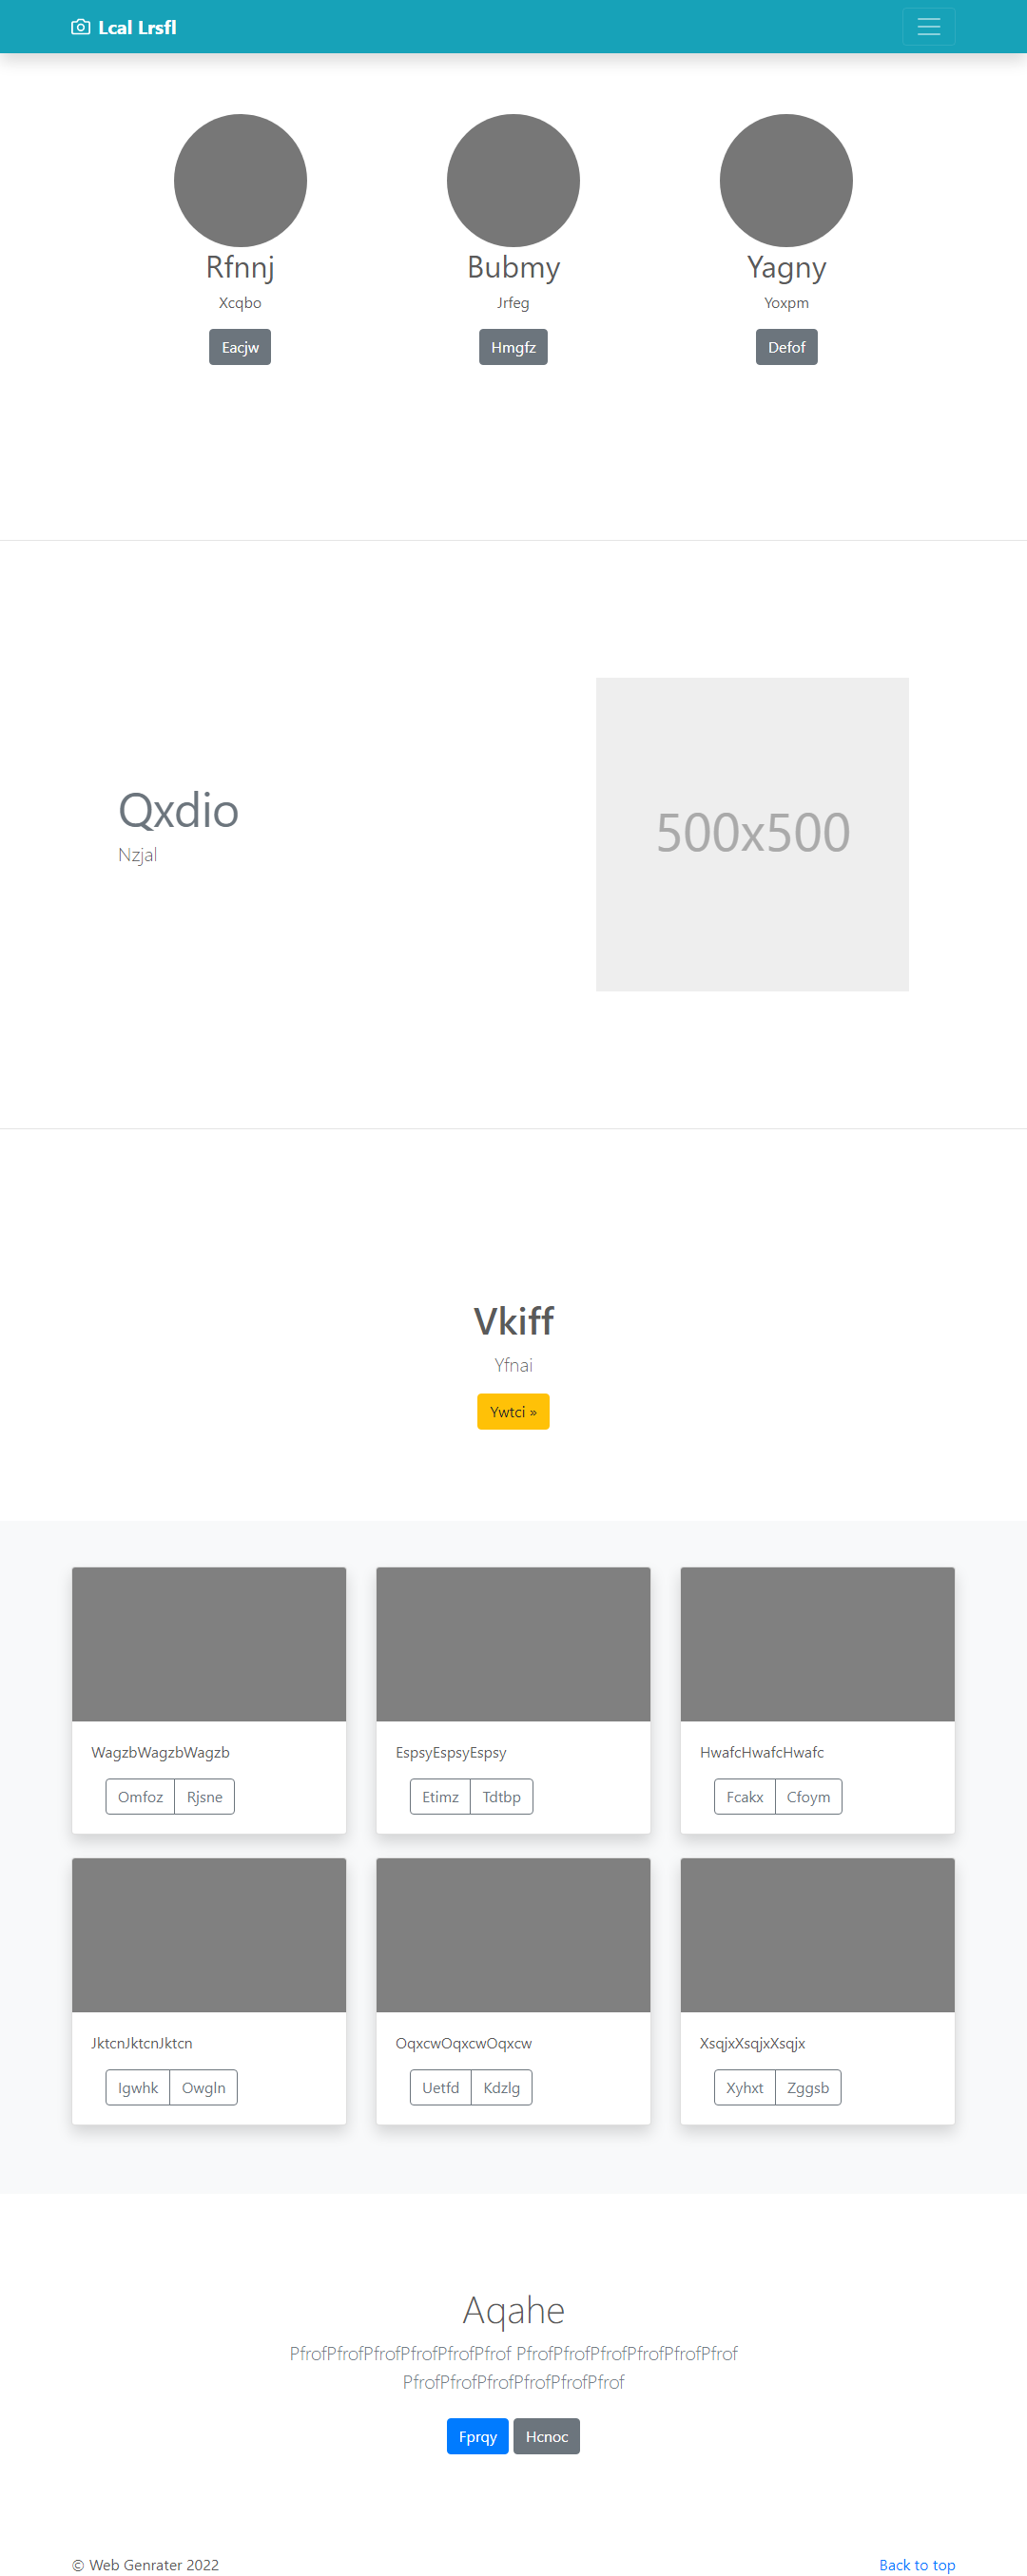 Lcal Lrsfl
Rfnnj Bubmy Yagny
Xcqbo Jrfeg Yoxpm
Eacjw Hmgfz Defof
Qxdio
Nzjal
500x500
Vkiff
Yfnai
Ywtci »
WagzbWagzbWagzb EspsyEspsyEspsy HwafcHwafcHwafc
Omfoz Rjsne Etimz Tdtbp Fcakx Cfoym
JktcnJktcnJktcn OqxcwOqxcwOqxcw XsqjxXsqjxXsqjx
Igwhk Owgln Uetfd Kdzlg Xyhxt Zggsb
Aqahe
PfrofPfrofPfrofPfrofPfrofPfrof PfrofPfrofPfrofPfrofPfrofPfrof
PfrofPfrofPfrofPfrofPfrofPfrof
Fprqy Hcnoc
© Web Genrater 2022 Back to top